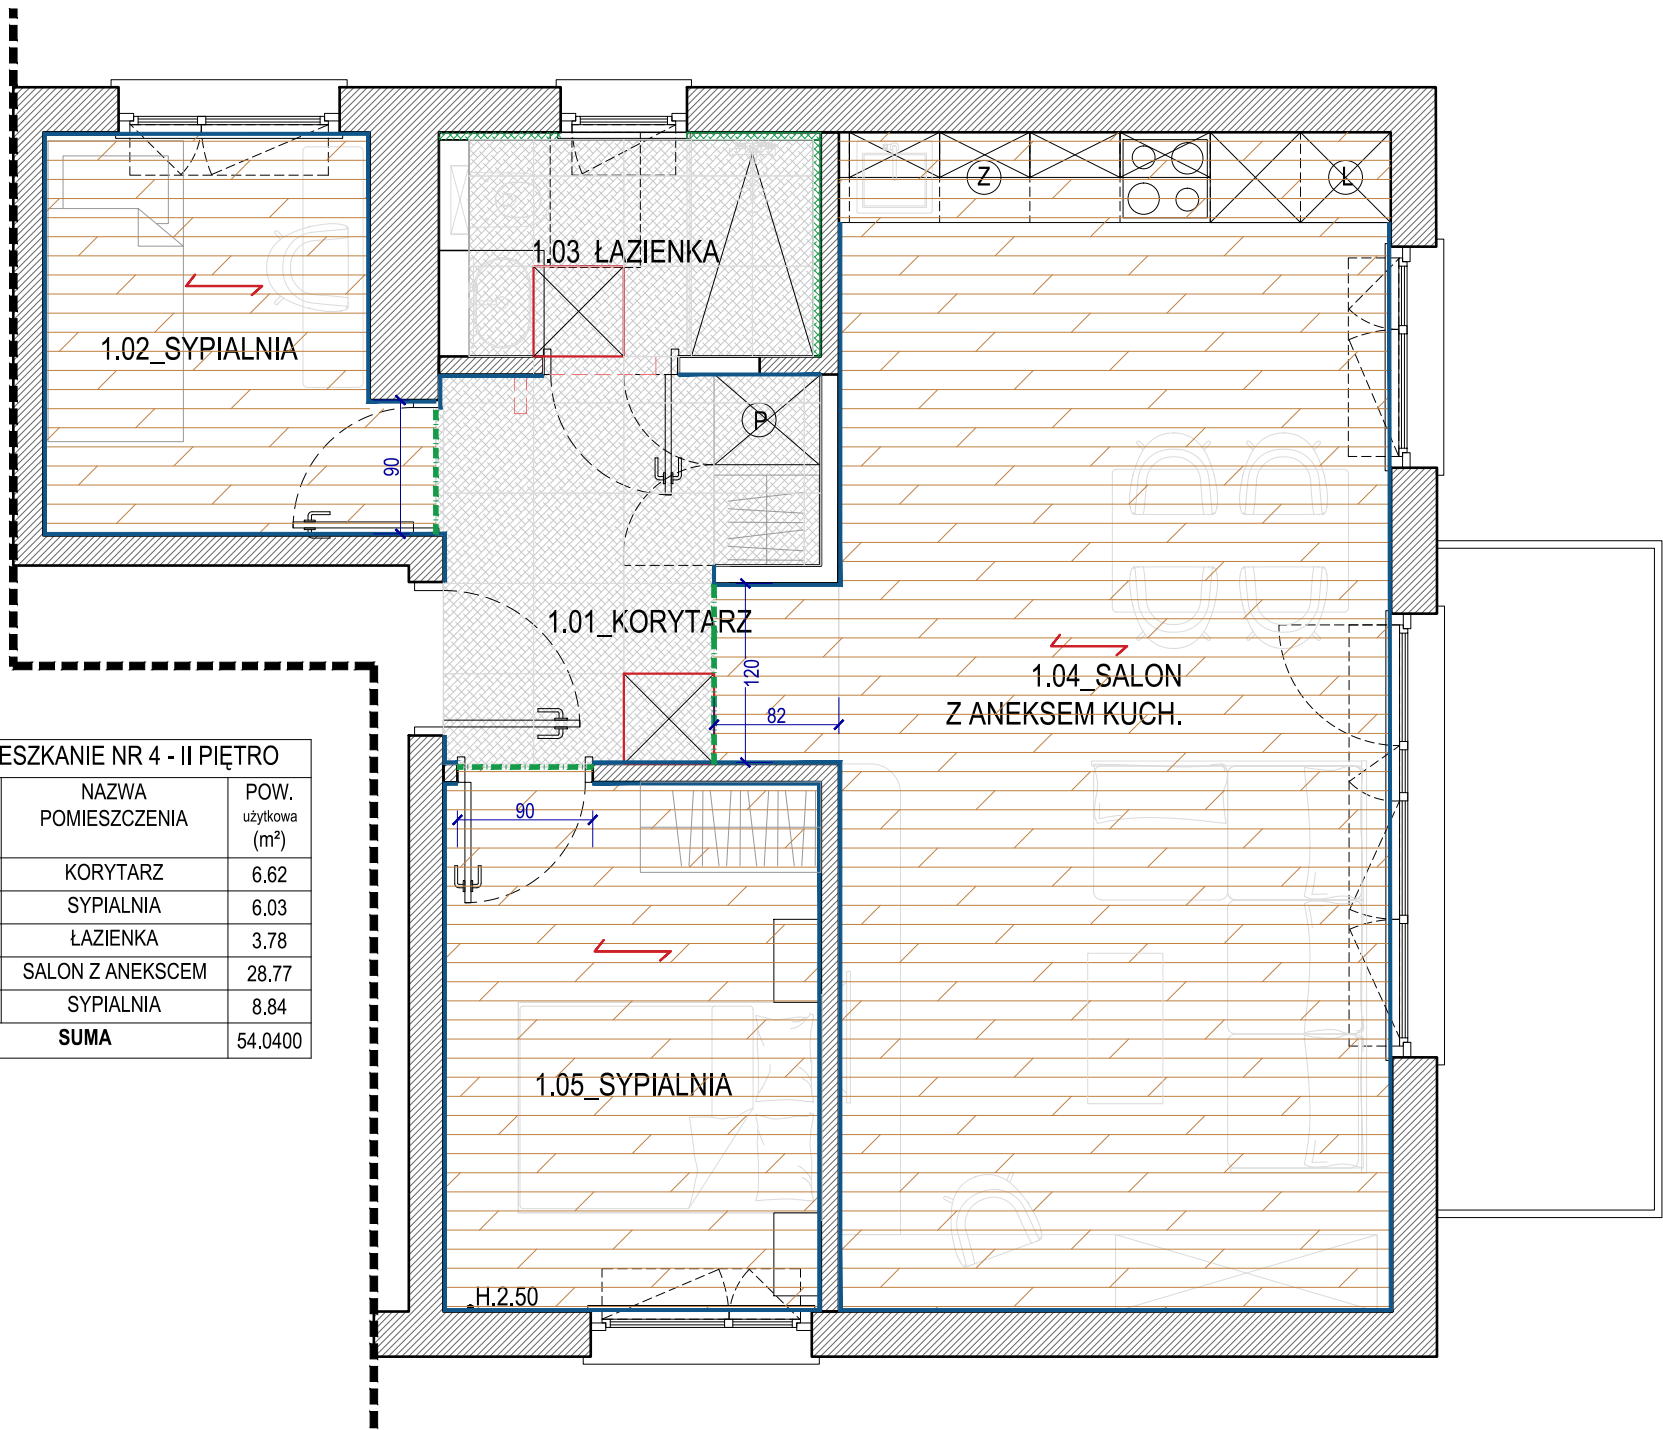 1.03_ŁAZIENKA
Z
L
1.02_SYPIALNIA
P
90
1.01_KORYTARZ
120
82
1.04_SALON
Z ANEKSEM KUCH.
ESZKANIE NR 4 - II PIĘTRO
NAZWA POMIESZCZENIA
POW. użytkowa (m²)
KORYTARZ 6.62
SYPIALNIA 6.03
ŁAZIENKA 3.78
SALON Z ANEKSCEM 28.77
SYPIALNIA 8.84
SUMA 54.0400
90
1.05_SYPIALNIA
H.2.50